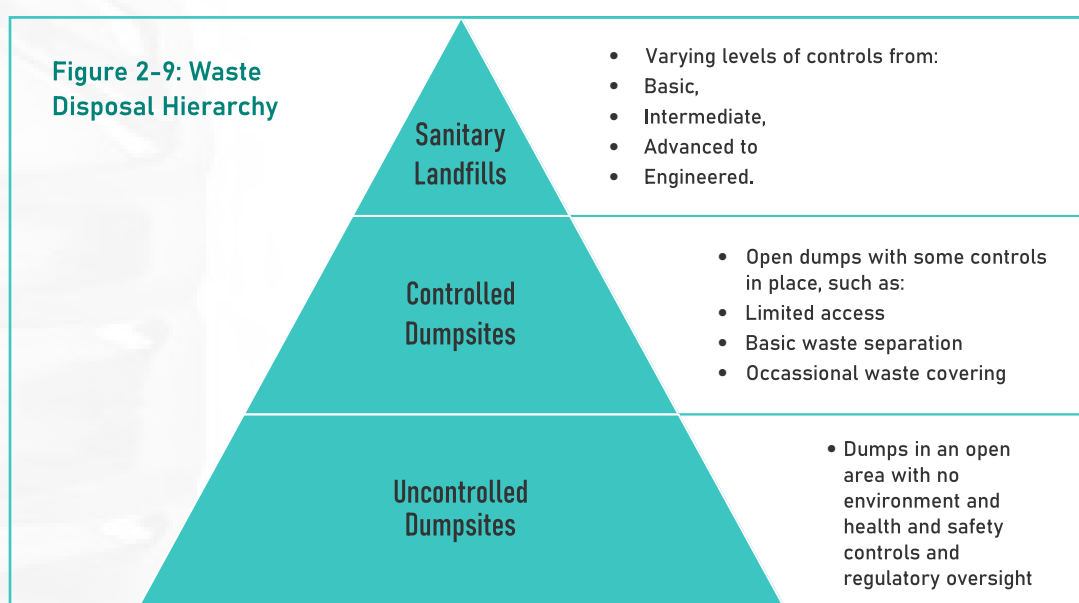 Figure 2-9: Waste
Disposal Hierarchy
Sanitary
Landfills
• Varying levels of controls from:
• Basic,
• Intermediate,
• Advanced to
• Engineered.
Controlled
Dumpsites
• Open dumps with some controls
in place, such as:
• Limited access
• Basic waste separation
• Occassional waste covering
Uncontrolled
Dumpsites
• Dumps in an open
area with no
environment and
health and safety
controls and
regulatory oversight